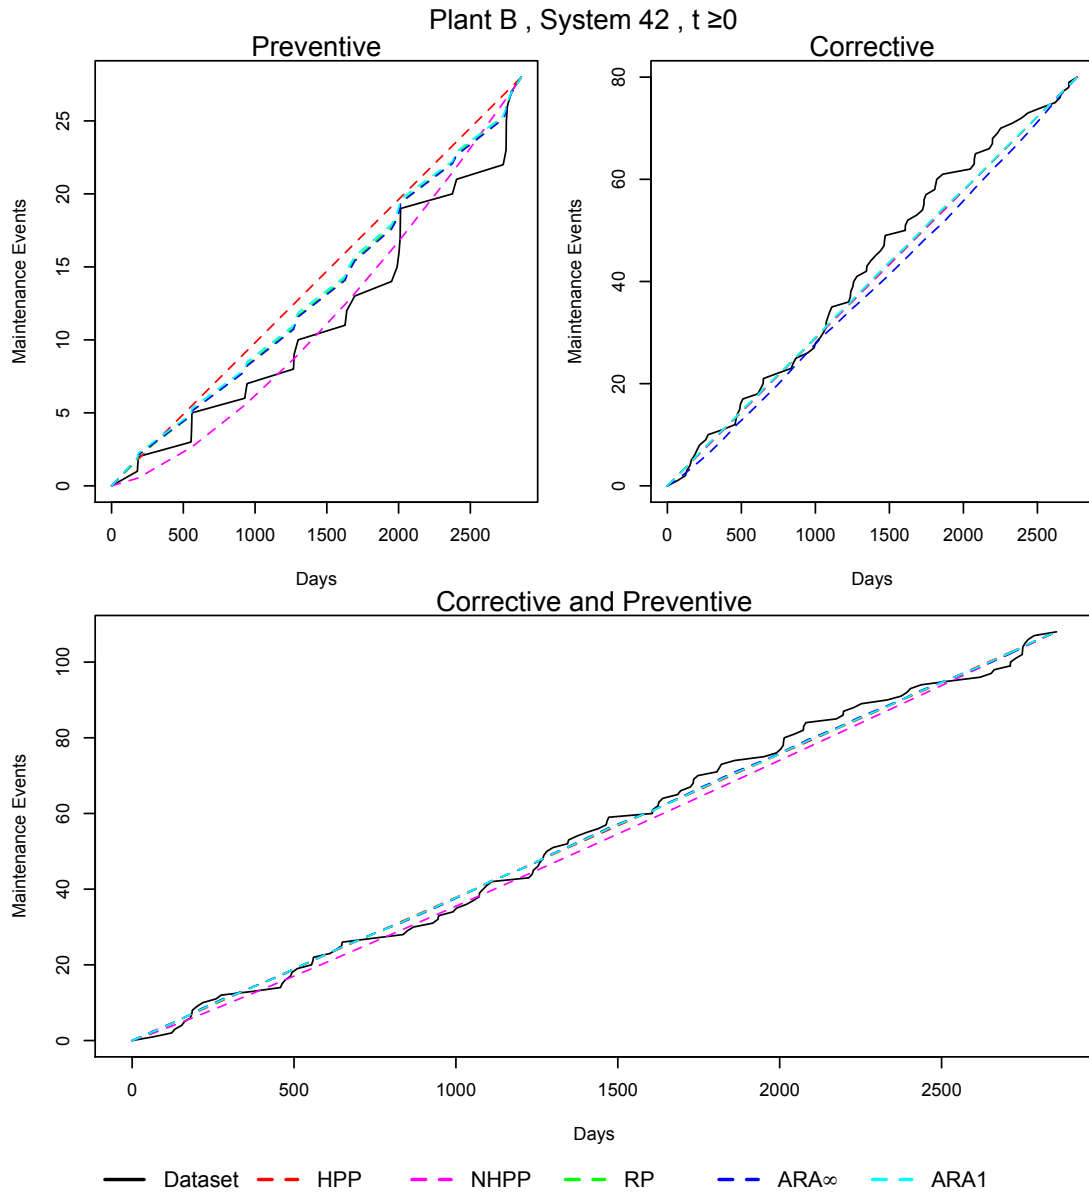 Plant B , System 42 , t ≥0
Preventive
Corrective
Maintenance Events
0 5 10 15 20 25
0 500 1000 1500 2000 2500
Days
Maintenance Events
0 20 40 60 80
0 500 1000 1500 2000 2500
Days
Corrective and Preventive
Maintenance Events
0 20 40 60 80 100
0 500 1000 1500 2000 2500
Days
Dataset HPP NHPP RP ARA∞ ARA1